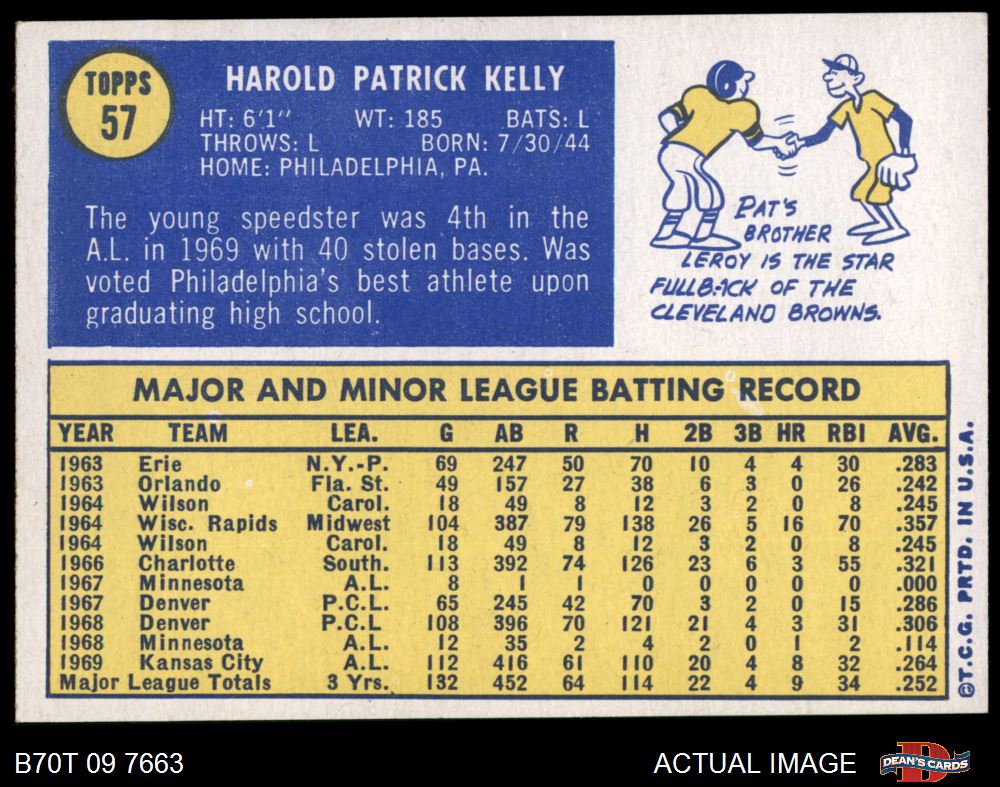 TOPPS
57
HAROLD PATRICK KELLY
HT: 6'1" WT: 185 BATS: L
THROWS: L BORN: 7/30/44
HOME: PHILADELPHIA, PA.
The young speedster was 4th in the
A.L. in 1969 with 40 stolen bases. Was
voted Philadelphia's best athlete upon
graduating high school.
PAT'S
BROTHER
LEROY IS THE STAR
FULLBACK OF THE
CLEVELAND BROWNS.
MAJOR AND MINOR LEAGUE BATTING RECORD
YEAR TEAM LEA. G AB R H 2B 3B HR RBI AVG.
1963 Erie N.Y.-P. 69 247 50 70 10 4 4 30 .283
1963 Orlando Fla. St. 49 157 27 38 6 3 0 26 .242
1964 Wilson Carol. 18 49 8 12 3 2 0 8 .245
1964 Wisc. Rapids Midwest 104 387 79 138 26 5 16 70 .357
1964 Wilson Carol. 18 49 8 12 3 2 0 8 .245
1966 Charlotte South. 113 392 74 126 23 6 3 55 .321
1967 Minnesota A.L. 8 1 1 0 0 0 0 0 .000
1967 Denver P.C.L. 65 245 42 70 3 2 0 15 .286
1968 Denver P.C.L 108 396 70 121 21 4 3 31 .306
1968 Minnesota A.L. 12 35 2 4 2 0 1 2 .114
1969 Kansas City A.L. 112 416 61 110 20 4 8 32 .264
Major League Totals 3 Yrs. 132 452 64 114 22 4 9 34 .252
©T.C.G. PRTD. IN U.S.A.
B70T 09 7663
ACTUAL IMAGE
D
DEAN'S CARDS